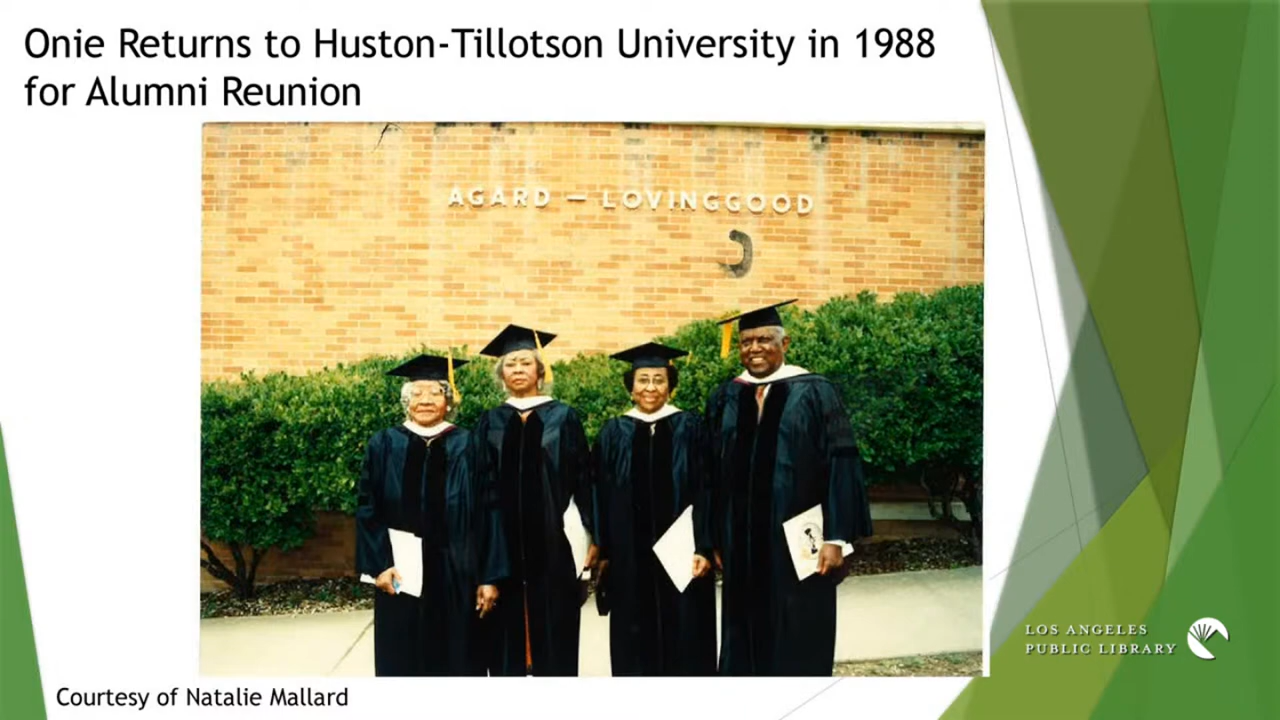 Onie Returns to Huston-Tillotson University in 1988
for Alumni Reunion
AGARD – LOVINGGOOD
LOS ANGELES
PUBLIC LIBRARY
Courtesy of Natalie Mallard